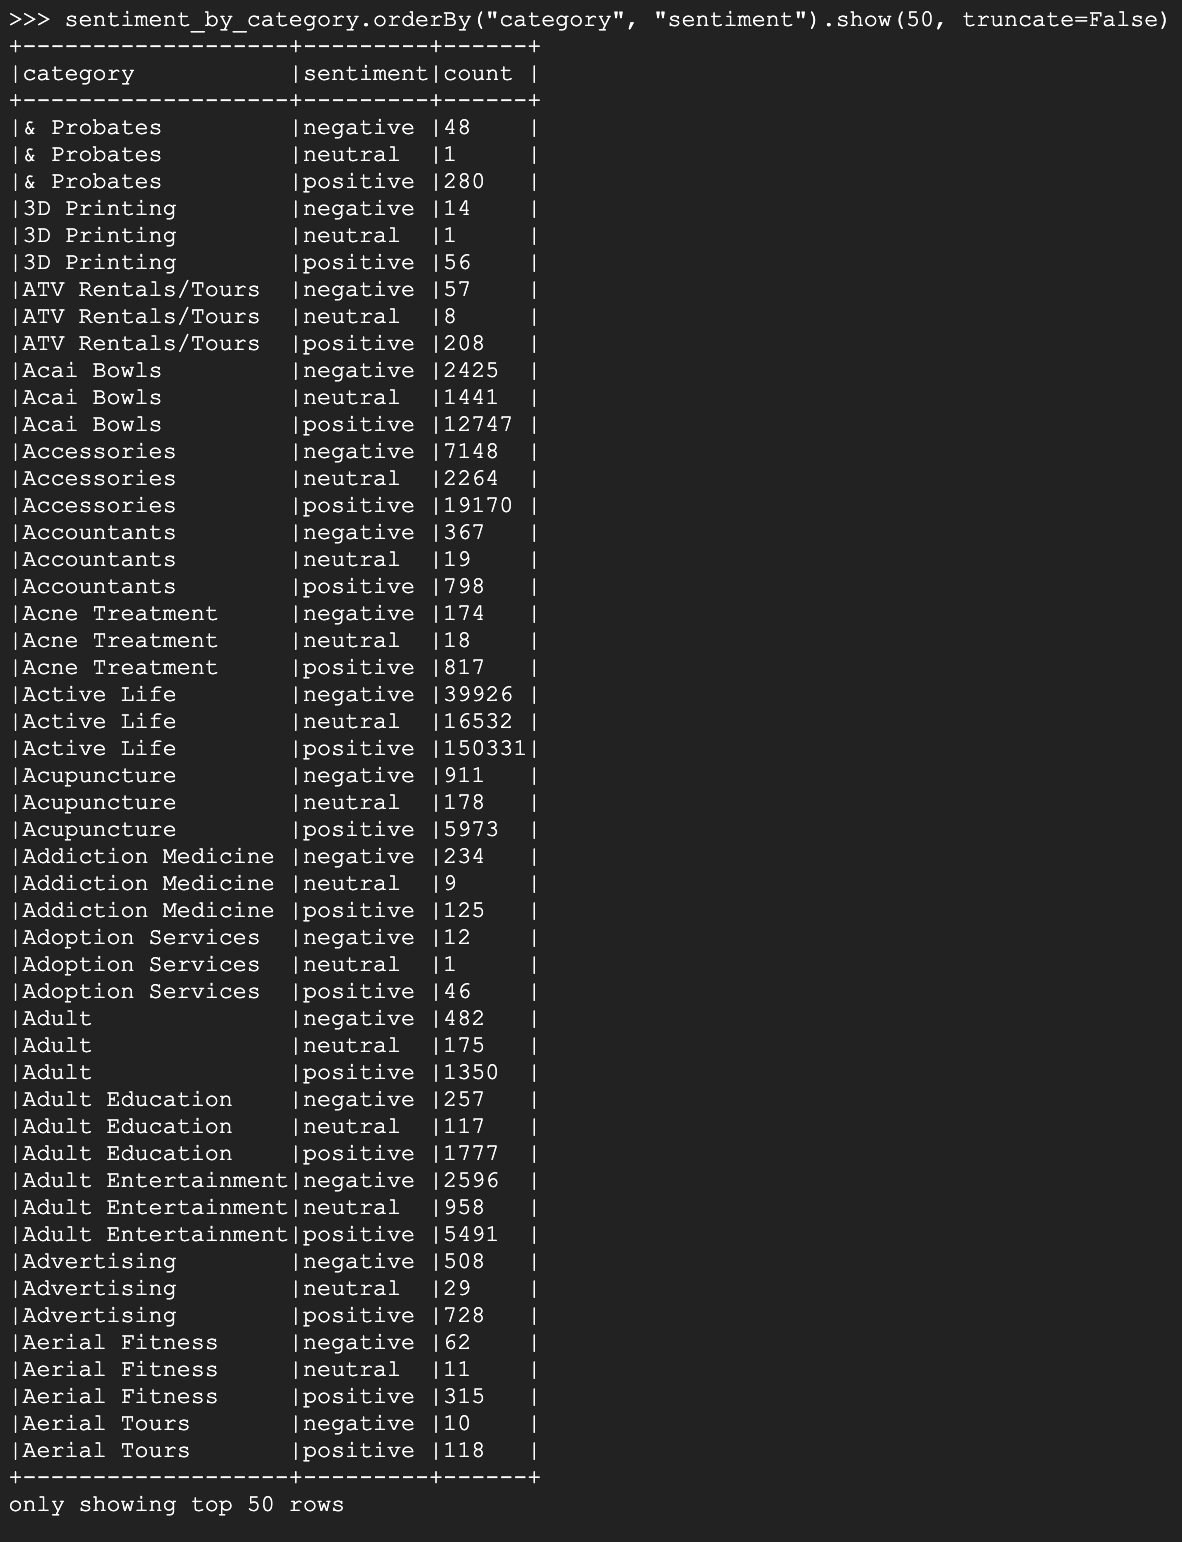 >>> sentiment_by_category.orderBy("category", "sentiment").show(50, truncate=False)
+-------------------+---------+------+
|category           |sentiment|count |
+-------------------+---------+------+
|& Probates         |negative |48    |
|& Probates         |neutral  |1     |
|& Probates         |positive |280   |
|3D Printing        |negative |14    |
|3D Printing        |neutral  |1     |
|3D Printing        |positive |56    |
|ATV Rentals/Tours  |negative |57    |
|ATV Rentals/Tours  |neutral  |8     |
|ATV Rentals/Tours  |positive |208   |
|Acai Bowls         |negative |2425  |
|Acai Bowls         |neutral  |1441  |
|Acai Bowls         |positive |12747 |
|Accessories        |negative |7148  |
|Accessories        |neutral  |2264  |
|Accessories        |positive |19170 |
|Accountants        |negative |367   |
|Accountants        |neutral  |19    |
|Accountants        |positive |798   |
|Acne Treatment     |negative |174   |
|Acne Treatment     |neutral  |18    |
|Acne Treatment     |positive |817   |
|Active Life        |negative |39926 |
|Active Life        |neutral  |16532 |
|Active Life        |positive |150331|
|Acupuncture        |negative |911   |
|Acupuncture        |neutral  |178   |
|Acupuncture        |positive |5973  |
|Addiction Medicine |negative |234   |
|Addiction Medicine |neutral  |9     |
|Addiction Medicine |positive |125   |
|Adoption Services  |negative |12    |
|Adoption Services  |neutral  |1     |
|Adoption Services  |positive |46    |
|Adult              |negative |482   |
|Adult              |neutral  |175   |
|Adult              |positive |1350  |
|Adult Education    |negative |257   |
|Adult Education    |neutral  |117   |
|Adult Education    |positive |1777  |
|Adult Entertainment|negative |2596  |
|Adult Entertainment|neutral  |958   |
|Adult Entertainment|positive |5491  |
|Advertising        |negative |508   |
|Advertising        |neutral  |29    |
|Advertising        |positive |728   |
|Aerial Fitness     |negative |62    |
|Aerial Fitness     |neutral  |11    |
|Aerial Fitness     |positive |315   |
|Aerial Tours       |negative |10    |
|Aerial Tours       |positive |118   |
+-------------------+---------+------+
only showing top 50 rows